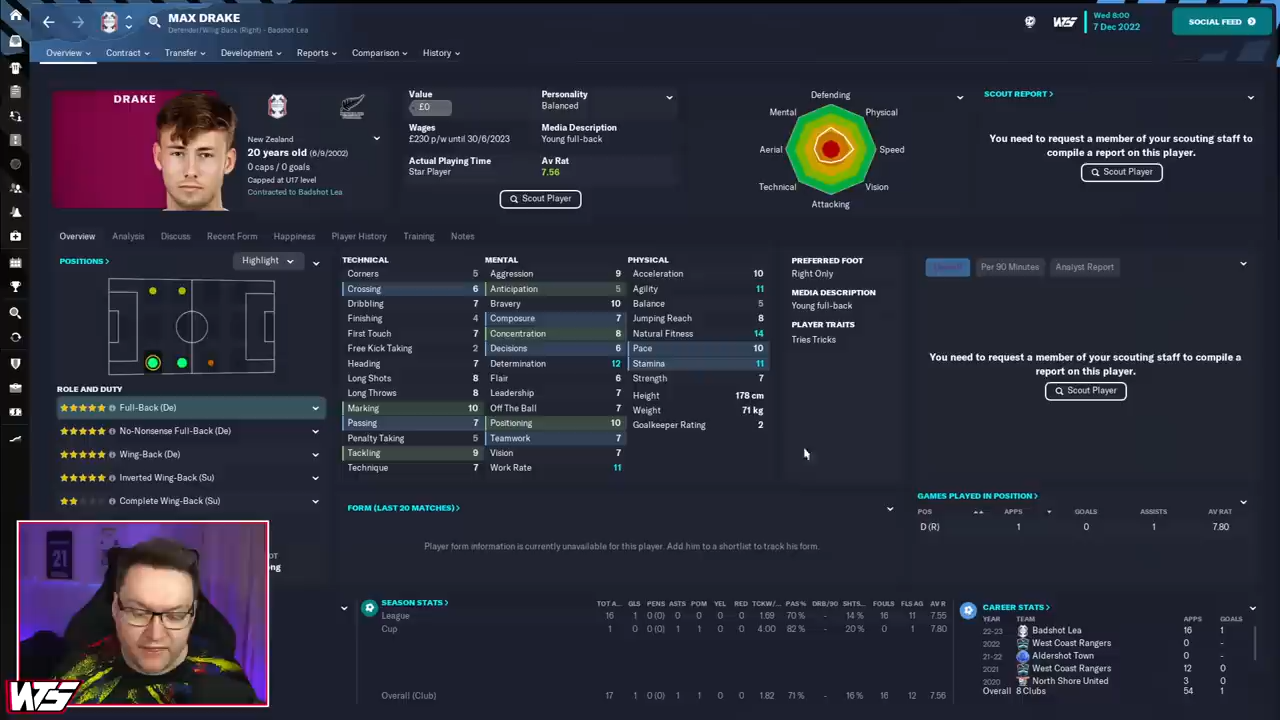 MAX DRAKE
Defender/Wing Back (Right) - Badshot Lea
WTS
Wed 8:00
7 Dec 2022
SOCIAL FEED
Overview
Contract
Transfer
Development
Reports
Comparison
History
DRAKE
New Zealand
20 years old (6/9/2002)
0 caps / 0 goals
Capped at U17 level
Contracted to Badshot Lea
Value
£0
Personality
Balanced
Wages
£230 p/w until 30/6/2023
Media Description
Young full-back
Actual Playing Time
Star Player
Av Rat
7.56
Scout Player
Defending
Physical
Speed
Vision
Attacking
Technical
Aerial
Mental
SCOUT REPORT >
You need to request a member of your scouting staff to
compile a report on this player.
Scout Player
Overview Analysis Discuss Recent Form Happiness Player History Training Notes
POSITIONS >
Highlight
ROLE AND DUTY
Full-Back (De)
No-Nonsense Full-Back (De)
Wing-Back (De)
Inverted Wing-Back (Su)
Complete Wing-Back (Su)
TECHNICAL
Corners 5
Crossing 6
Dribbling 7
Finishing 4
First Touch 7
Free Kick Taking 2
Heading 7
Long Shots 8
Long Throws 8
Marking 10
Passing 7
Penalty Taking 5
Tackling 9
Technique 7
MENTAL
Aggression 9
Anticipation 5
Bravery 10
Composure 7
Concentration 8
Decisions 6
Determination 12
Flair 6
Leadership 7
Off The Ball 7
Positioning 10
Teamwork 7
Vision 7
Work Rate 11
PHYSICAL
Acceleration 10
Agility 11
Balance 5
Jumping Reach 8
Natural Fitness 14
Pace 10
Stamina 11
Strength 7
Height 178 cm
Weight 71 kg
Goalkeeper Rating 2
PREFERRED FOOT
Right Only
MEDIA DESCRIPTION
Young full-back
PLAYER TRAITS
Tries Tricks
Per 90 Minutes
Analyst Report
You need to request a member of your scouting staff to compile a
report on this player.
Scout Player
FORM (LAST 20 MATCHES) >
Player form information is currently unavailable for this player. Add him to a shortlist to track his form.
GAMES PLAYED IN POSITION >
POS APPS GOALS ASSISTS AV RAT
D (R) 1 0 1 7.80
SEASON STATS >
TOT A... GLS PENS ASTS POM YEL RED TCKW/... PAS % DRB/90 SHTS... FOULS FLS AG AV R
League 16 1 0 (0) 0 0 0 0 1.69 70 % - 14 % 16 11 7.55
Cup 1 0 0 (0) 1 1 0 0 4.00 82 % - 20 % 0 1 7.80
Overall (Club) 17 1 0 (0) 1 1 0 0 1.82 71 % - 16 % 16 12 7.56
CAREER STATS >
YEAR TEAM APPS GOALS
22-23 Badshot Lea 16 1
2022 West Coast Rangers 0 -
21-22 Aldershot Town 0 -
2021 West Coast Rangers 12 0
2020 North Shore United 3 0
Overall 8 Clubs 54 1
21
WTS